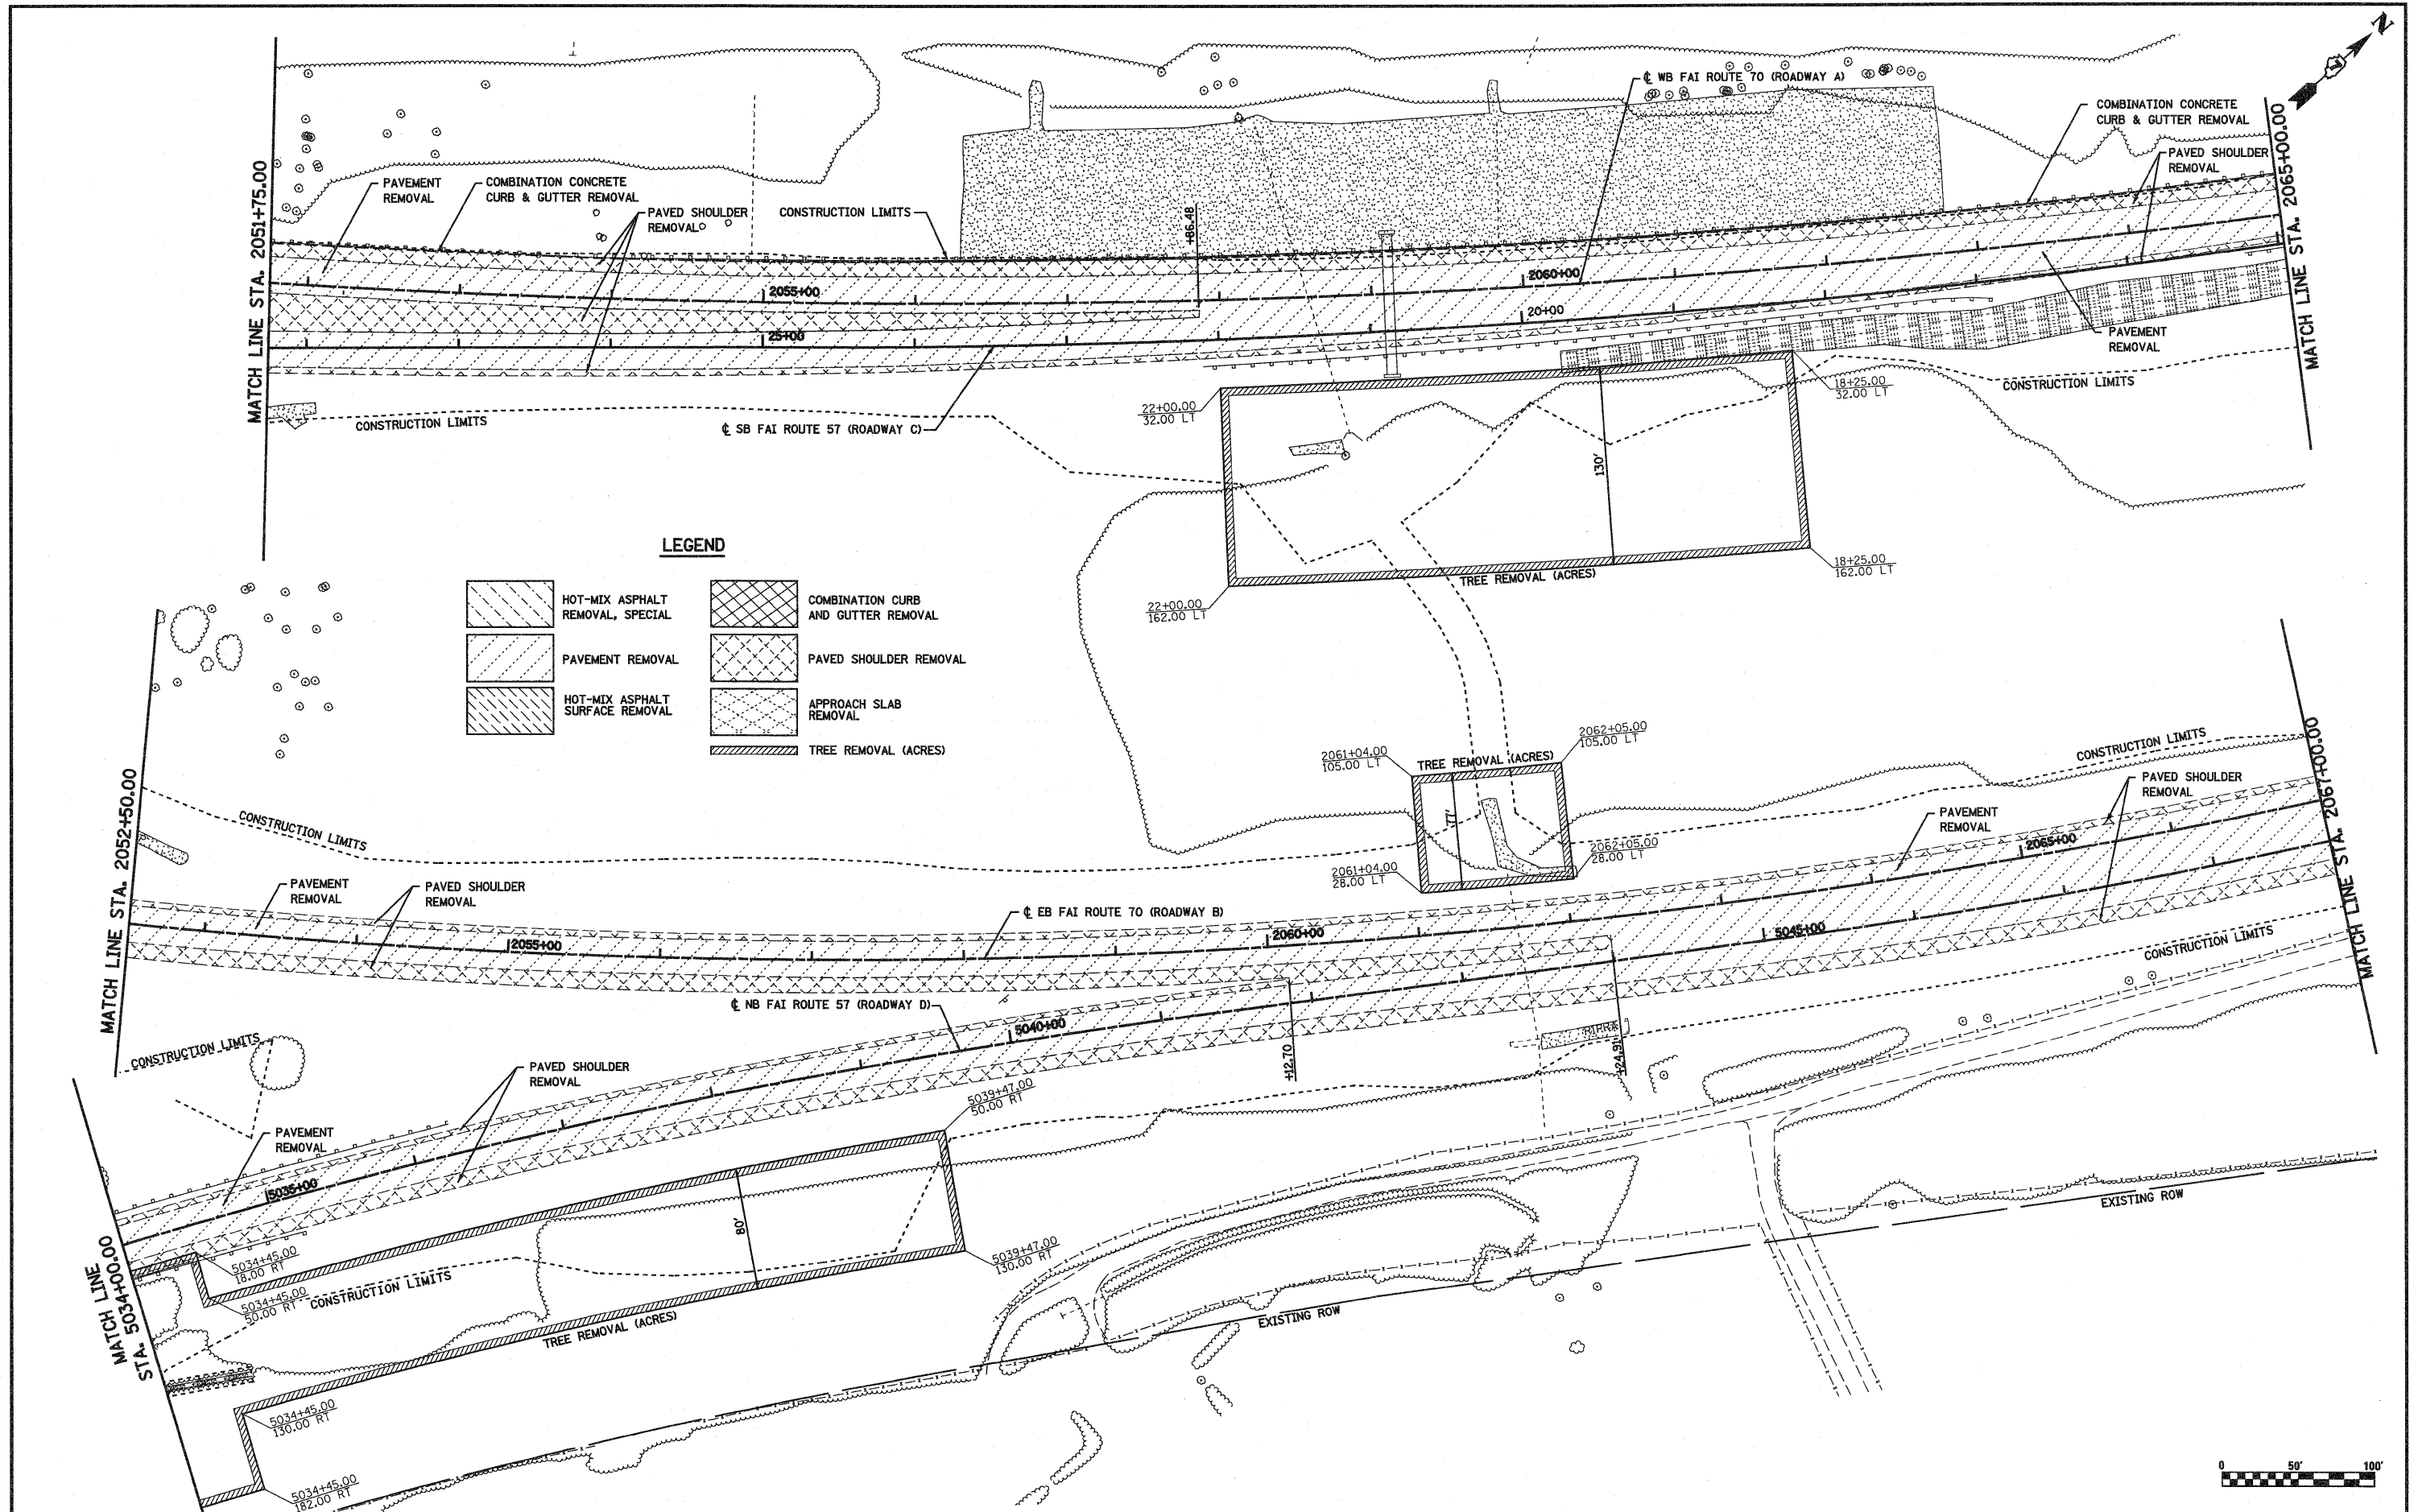 N
℄ WB FAI ROUTE 70 (ROADWAY A)
COMBINATION CONCRETE
CURB & GUTTER REMOVAL
PAVED SHOULDER
REMOVAL
MATCH LINE STA. 2065+00.00
MATCH LINE STA. 2051+75.00
PAVEMENT
REMOVAL
COMBINATION CONCRETE
CURB & GUTTER REMOVAL
PAVED SHOULDER
REMOVAL
CONSTRUCTION LIMITS
+86.48
2055+00
2060+00
25+00
20+00
PAVEMENT
REMOVAL
CONSTRUCTION LIMITS
℄ SB FAI ROUTE 57 (ROADWAY C)
22+00.00
32.00 LT
18+25.00
32.00 LT
CONSTRUCTION LIMITS
130'
TREE REMOVAL (ACRES)
22+00.00
162.00 LT
18+25.00
162.00 LT
LEGEND
HOT-MIX ASPHALT
REMOVAL, SPECIAL
COMBINATION CURB
AND GUTTER REMOVAL
PAVEMENT REMOVAL
PAVED SHOULDER REMOVAL
HOT-MIX ASPHALT
SURFACE REMOVAL
APPROACH SLAB
REMOVAL
TREE REMOVAL (ACRES)
2061+04.00
105.00 LT
TREE REMOVAL (ACRES)
2062+05.00
105.00 LT
77'
2061+04.00
28.00 LT
2062+05.00
28.00 LT
CONSTRUCTION LIMITS
PAVED SHOULDER
REMOVAL
PAVEMENT
REMOVAL
MATCH LINE STA. 2067+00.00
MATCH LINE STA. 2052+50.00
CONSTRUCTION LIMITS
PAVEMENT
REMOVAL
PAVED SHOULDER
REMOVAL
℄ EB FAI ROUTE 70 (ROADWAY B)
2055+00
2060+00
2065+00
5045+00
CONSTRUCTION LIMITS
℄ NB FAI ROUTE 57 (ROADWAY D)
5040+00
+12.70
+24.91
CONSTRUCTION LIMITS
PAVED SHOULDER
REMOVAL
5039+47.00
50.00 RT
PAVEMENT
REMOVAL
5035+00
MATCH LINE
STA. 5034+00.00
5034+45.00
18.00 RT
5034+45.00
50.00 RT
CONSTRUCTION LIMITS
80'
5039+47.00
130.00 RT
TREE REMOVAL (ACRES)
EXISTING ROW
EXISTING ROW
5034+45.00
130.00 RT
5034+45.00
182.00 RT
0 50' 100'